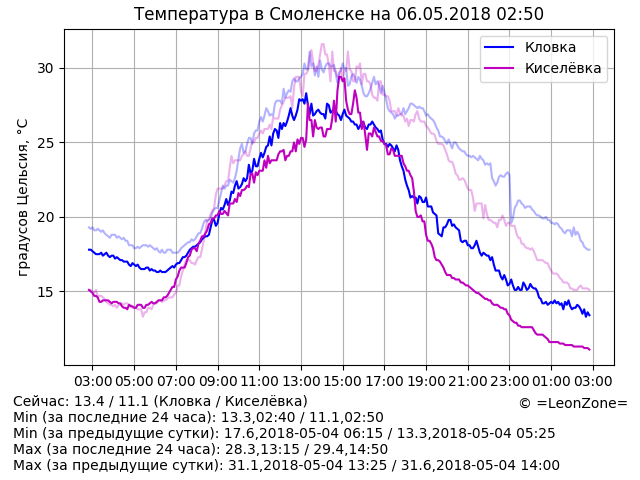 Температура в Смоленске на 06.05.2018 02:50
Кловка
Киселёвка
градусов Цельсия, °C
30
25
20
15
03:00 05:00 07:00 09:00 11:00 13:00 15:00 17:00 19:00 21:00 23:00 01:00 03:00
Сейчас: 13.4 / 11.1 (Кловка / Киселёвка)
© =LeonZone=
Min (за последние 24 часа): 13.3,02:40 / 11.1,02:50
Min (за предыдущие сутки): 17.6,2018-05-04 06:15 / 13.3,2018-05-04 05:25
Max (за последние 24 часа): 28.3,13:15 / 29.4,14:50
Max (за предыдущие сутки): 31.1,2018-05-04 13:25 / 31.6,2018-05-04 14:00